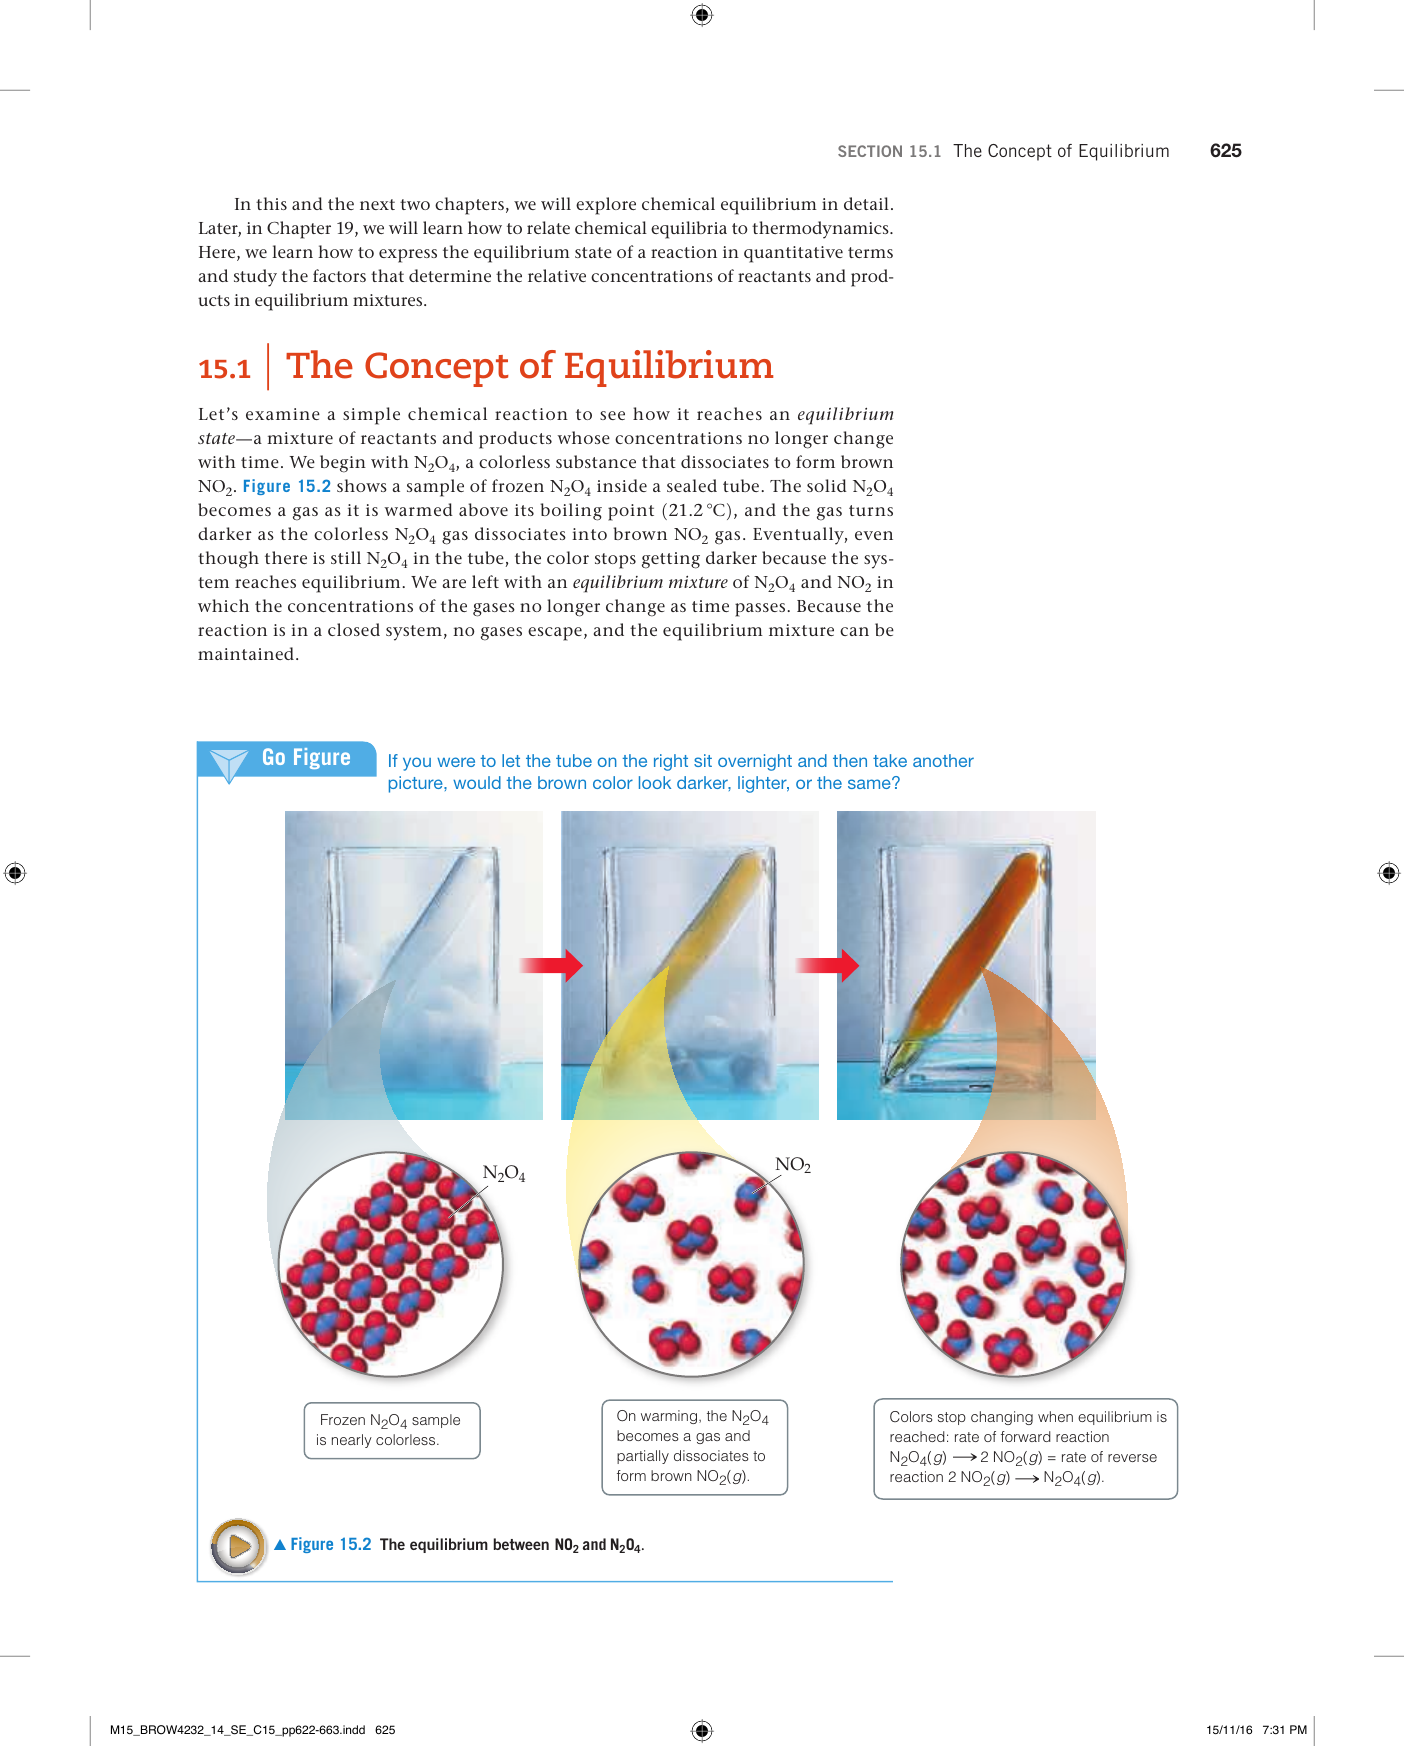 SECTION 15.1 The Concept of Equilibrium 625
In this and the next two chapters, we will explore chemical equilibrium in detail.
Later, in Chapter 19, we will learn how to relate chemical equilibria to thermodynamics.
Here, we learn how to express the equilibrium state of a reaction in quantitative terms
and study the factors that determine the relative concentrations of reactants and prod-
ucts in equilibrium mixtures.
15.1 | The Concept of Equilibrium
Let's examine a simple chemical reaction to see how it reaches an equilibrium
state—a mixture of reactants and products whose concentrations no longer change
with time. We begin with N₂O₄, a colorless substance that dissociates to form brown
NO₂. Figure 15.2 shows a sample of frozen N₂O₄ inside a sealed tube. The solid N₂O₄
becomes a gas as it is warmed above its boiling point (21.2 °C), and the gas turns
darker as the colorless N₂O₄ gas dissociates into brown NO₂ gas. Eventually, even
though there is still N₂O₄ in the tube, the color stops getting darker because the sys-
tem reaches equilibrium. We are left with an equilibrium mixture of N₂O₄ and NO₂ in
which the concentrations of the gases no longer change as time passes. Because the
reaction is in a closed system, no gases escape, and the equilibrium mixture can be
maintained.
Go Figure
If you were to let the tube on the right sit overnight and then take another
picture, would the brown color look darker, lighter, or the same?
N₂O₄
NO₂
Frozen N₂O₄ sample
is nearly colorless.
On warming, the N₂O₄
becomes a gas and
partially dissociates to
form brown NO₂(g).
Colors stop changing when equilibrium is
reached: rate of forward reaction
N₂O₄(g) ⟶ 2 NO₂(g) = rate of reverse
reaction 2 NO₂(g) ⟶ N₂O₄(g).
▲ Figure 15.2 The equilibrium between NO₂ and N₂O₄.
M15_BROW4232_14_SE_C15_pp622-663.indd 625
15/11/16 7:31 PM